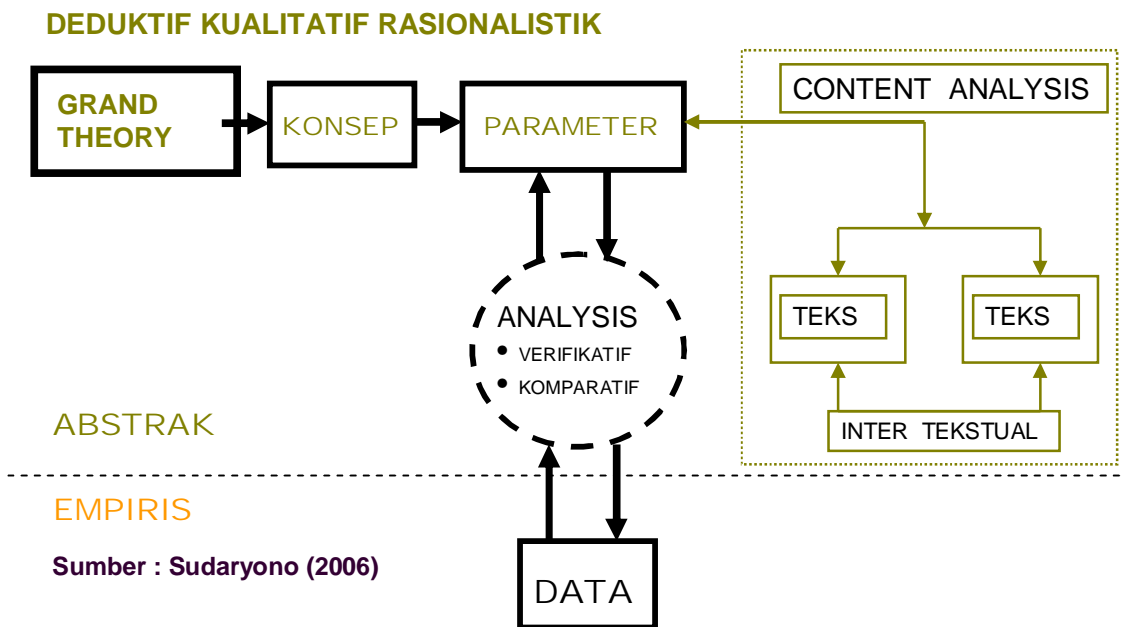 DEDUKTIF KUALITATIF RASIONALISTIK
GRAND
THEORY
KONSEP
PARAMETER
CONTENT ANALYSIS
TEKS
TEKS
INTER TEKSTUAL
ANALYSIS
• VERIFIKATIF
• KOMPARATIF
ABSTRAK
EMPIRIS
Sumber : Sudaryono (2006)
DATA